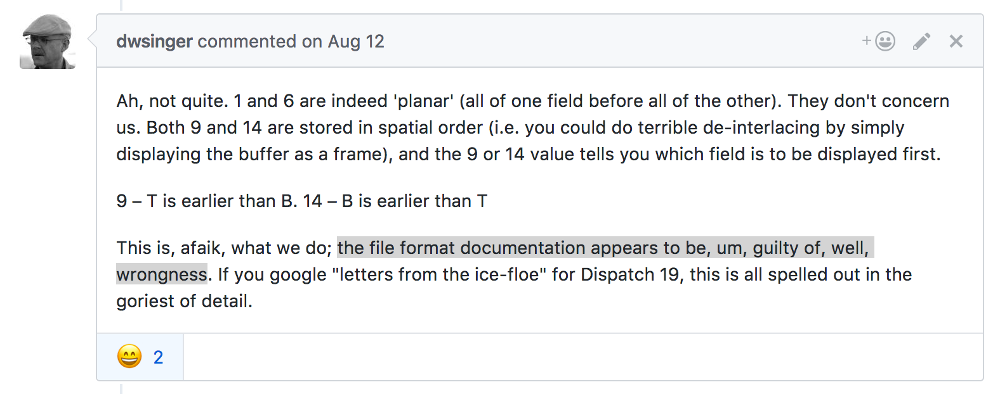 dwsinger commented on Aug 12
Ah, not quite. 1 and 6 are indeed 'planar' (all of one field before all of the other). They don't concern
us. Both 9 and 14 are stored in spatial order (i.e. you could do terrible de-interlacing by simply
displaying the buffer as a frame), and the 9 or 14 value tells you which field is to be displayed first.
9 – T is earlier than B. 14 – B is earlier than T
This is, afaik, what we do; the file format documentation appears to be, um, guilty of, well,
wrongness. If you google "letters from the ice-floe" for Dispatch 19, this is all spelled out in the
goriest of detail.
😄 2